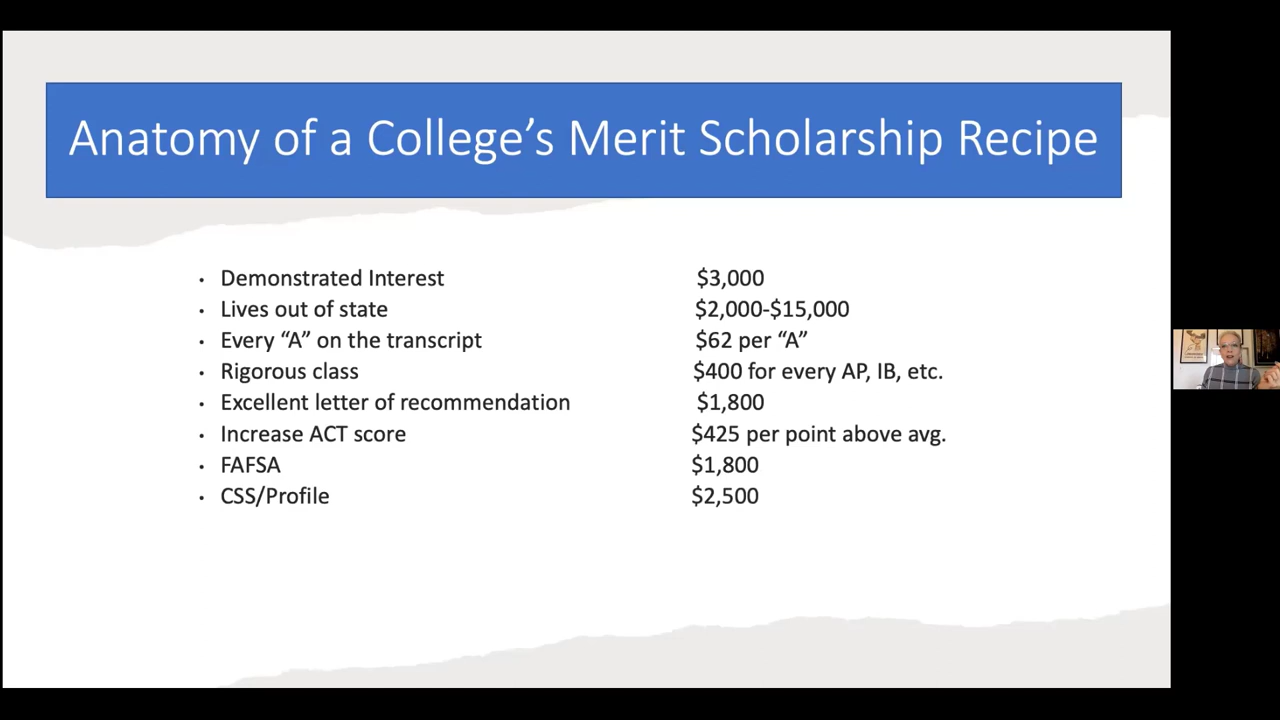 Anatomy of a College’s Merit Scholarship Recipe
• Demonstrated Interest $3,000
• Lives out of state $2,000-$15,000
• Every “A” on the transcript $62 per “A”
• Rigorous class $400 for every AP, IB, etc.
• Excellent letter of recommendation $1,800
• Increase ACT score $425 per point above avg.
• FAFSA $1,800
• CSS/Profile $2,500